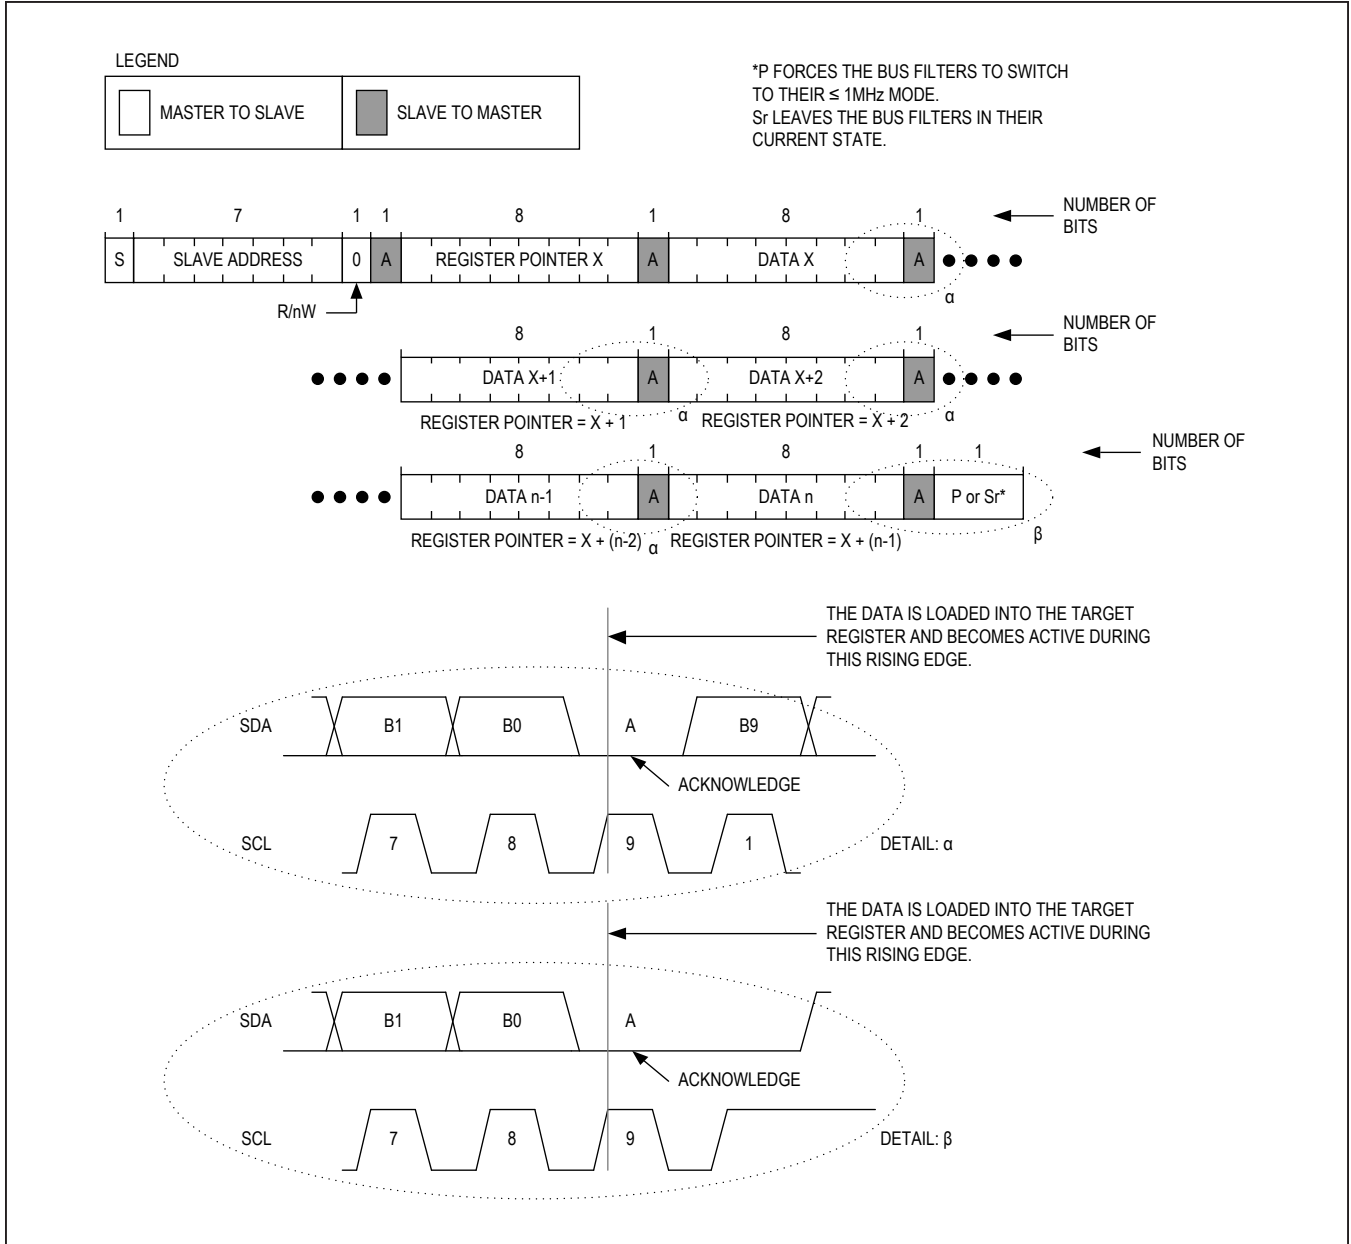 LEGEND
MASTER TO SLAVE SLAVE TO MASTER
*P FORCES THE BUS FILTERS TO SWITCH
TO THEIR ≤ 1MHz MODE.
Sr LEAVES THE BUS FILTERS IN THEIR
CURRENT STATE.
1 7 1 1 8 1 8 1 NUMBER OF
BITS
S SLAVE ADDRESS 0 A REGISTER POINTER X A DATA X A
α
R/nW
8 1 8 1 NUMBER OF
BITS
DATA X+1 A DATA X+2 A
REGISTER POINTER = X + 1 α REGISTER POINTER = X + 2 α
8 1 8 1 1 NUMBER OF
BITS
DATA n-1 A DATA n A P or Sr*
REGISTER POINTER = X + (n-2) α REGISTER POINTER = X + (n-1) β
THE DATA IS LOADED INTO THE TARGET
REGISTER AND BECOMES ACTIVE DURING
THIS RISING EDGE.
SDA B1 B0 A B9
ACKNOWLEDGE
SCL 7 8 9 1 DETAIL: α
THE DATA IS LOADED INTO THE TARGET
REGISTER AND BECOMES ACTIVE DURING
THIS RISING EDGE.
SDA B1 B0 A
ACKNOWLEDGE
SCL 7 8 9 DETAIL: β